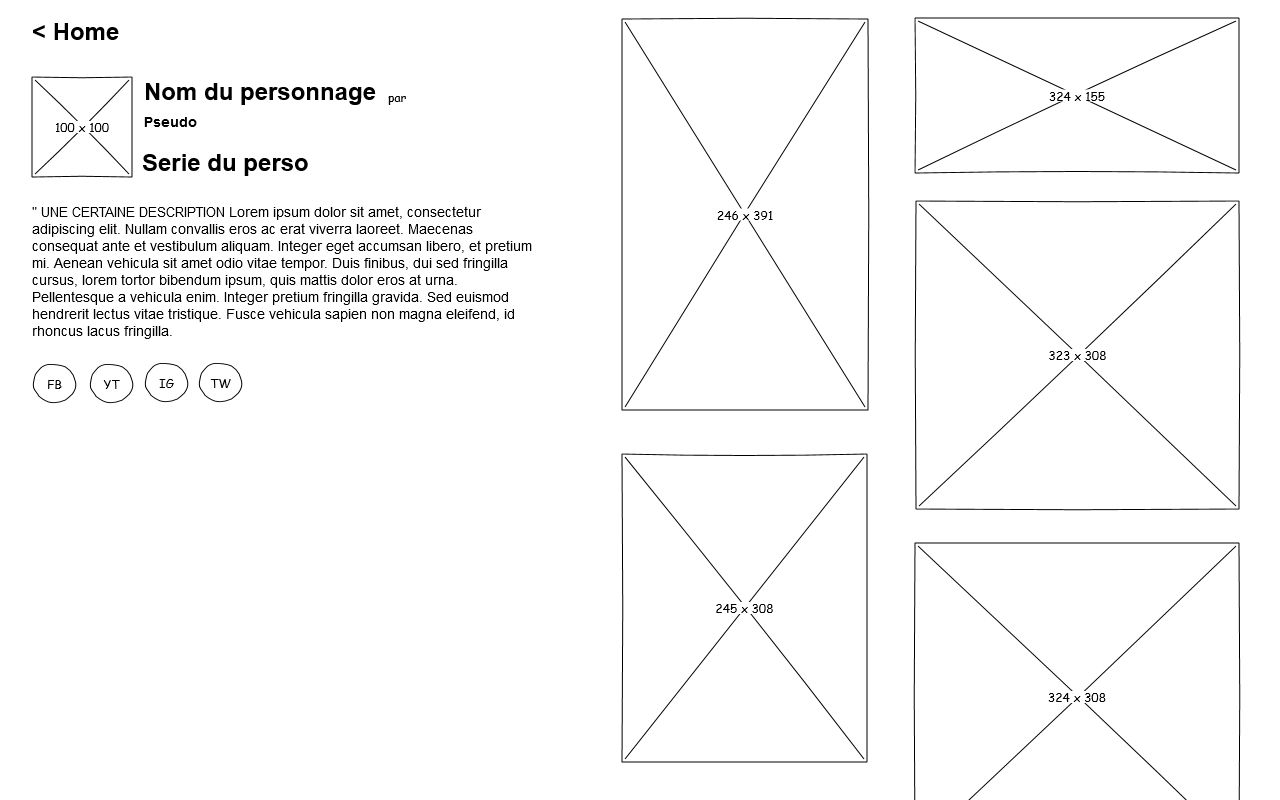 < Home
100 x 100
Nom du personnage par
Pseudo
Serie du perso
" UNE CERTAINE DESCRIPTION Lorem ipsum dolor sit amet, consectetur
adipiscing elit. Nullam convallis eros ac erat viverra laoreet. Maecenas
consequat ante et vestibulum aliquam. Integer eget accumsan libero, et pretium
mi. Aenean vehicula sit amet odio vitae tempor. Duis finibus, dui sed fringilla
cursus, lorem tortor bibendum ipsum, quis mattis dolor eros at urna.
Pellentesque a vehicula enim. Integer pretium fringilla gravida. Sed euismod
hendrerit lectus vitae tristique. Fusce vehicula sapien non magna eleifend, id
rhoncus lacus fringilla.
FB YT IG TW
246 x 391
245 x 308
324 x 155
323 x 308
324 x 308